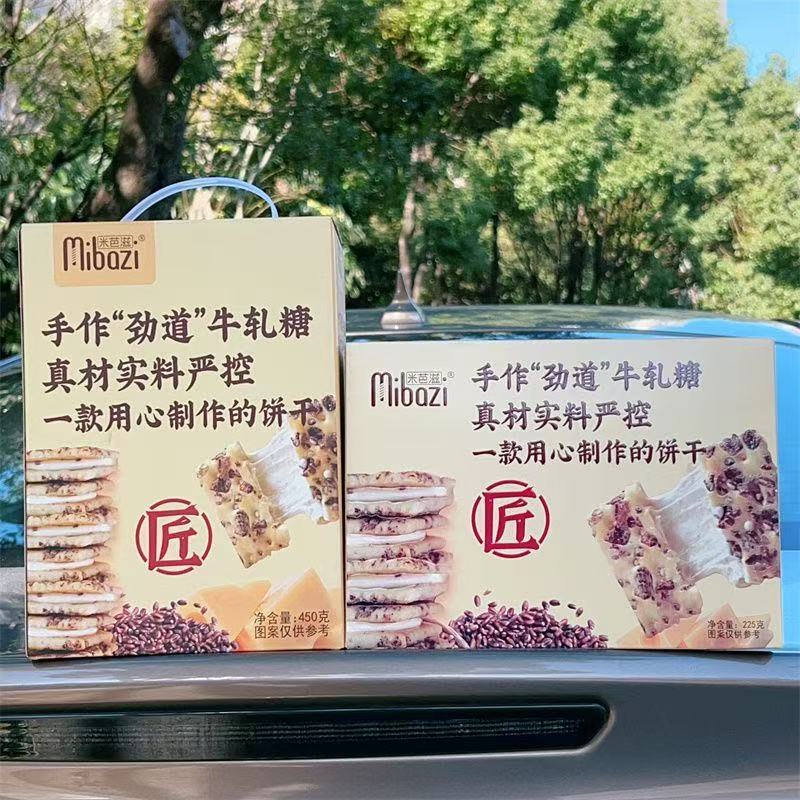 米芭滋
Mibazi®
手作“劲道”牛轧糖
真材实料严控
一款用心制作的饼干
匠
净含量:450克
图案仅供参考
米芭滋
Mibazi®
手作“劲道”牛轧糖
真材实料严控
一款用心制作的饼干
匠
净含量:225克
图案仅供参考